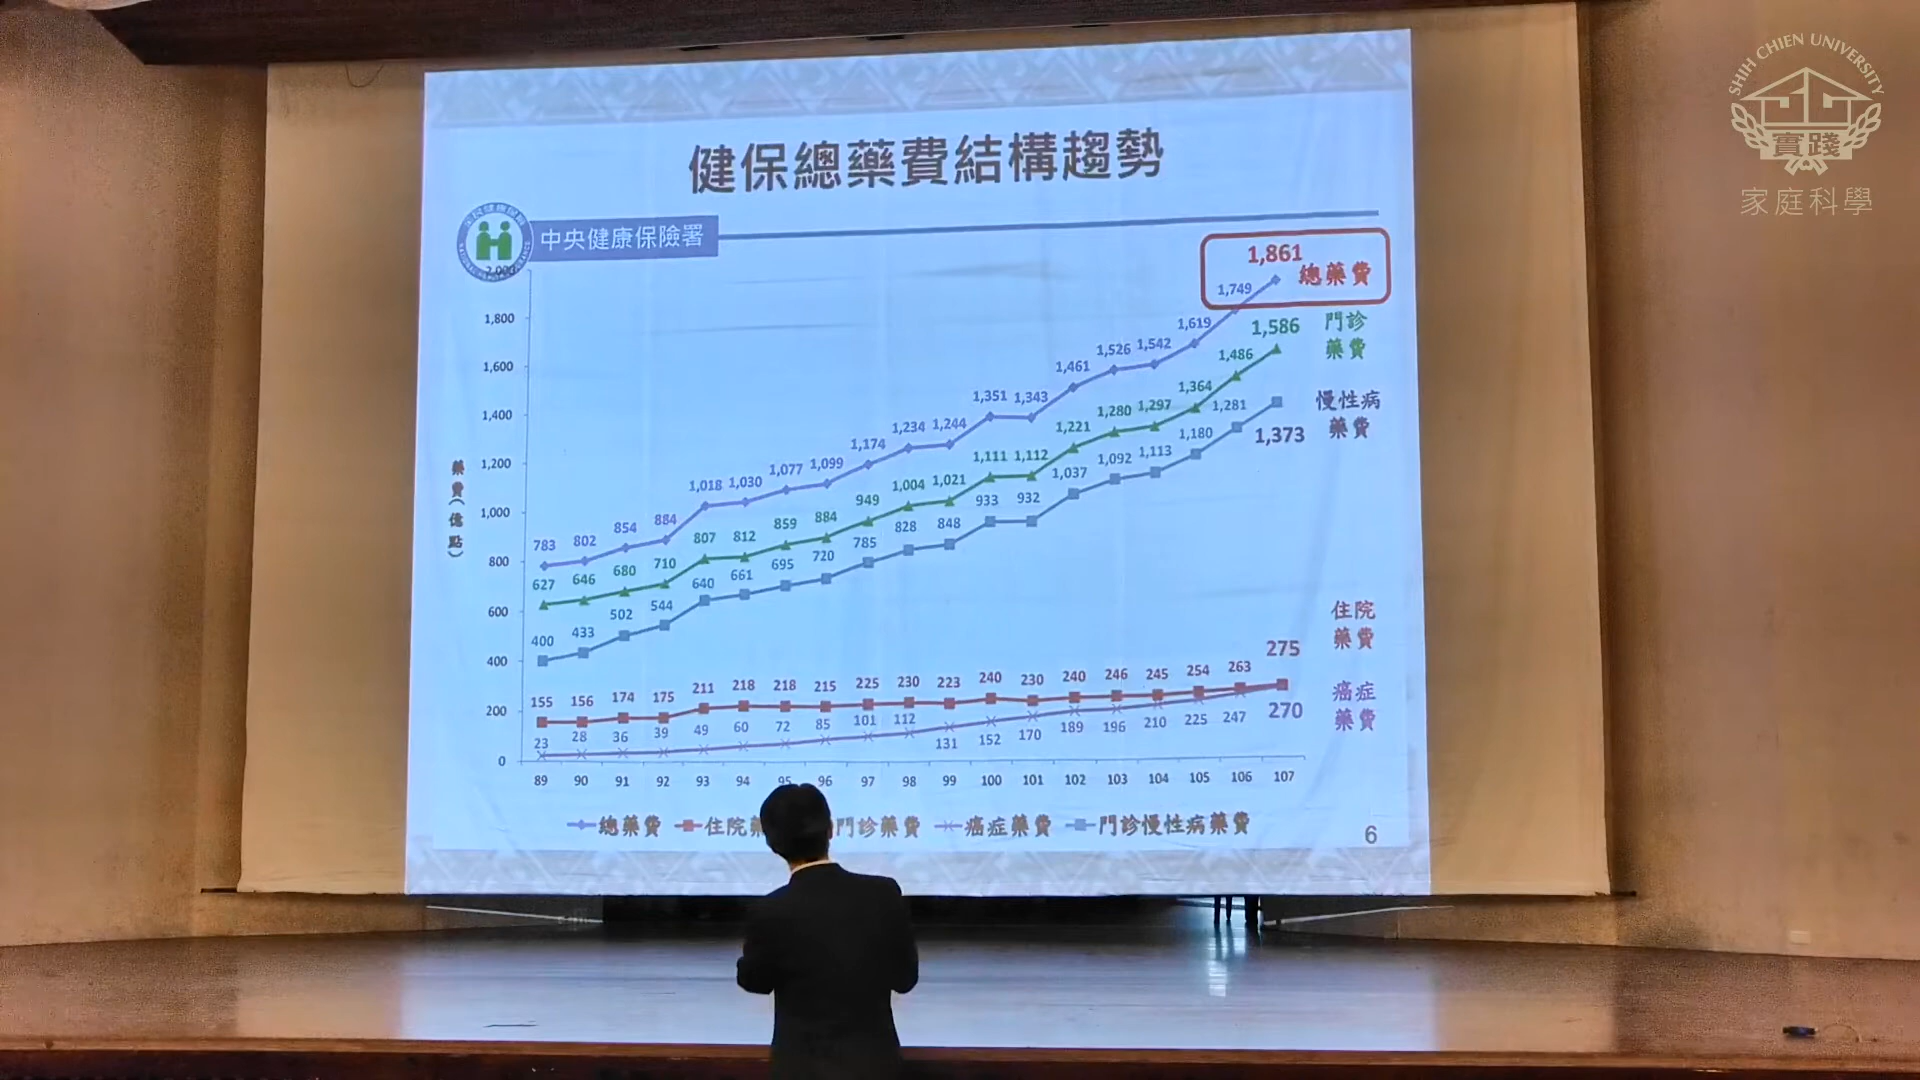 SHIH CHIEN UNIVERSITY
實踐
家庭科學
健保總藥費結構趨勢
中央健康保險署
藥費(億點)
2,000
1,800
1,600
1,400
1,200
1,000
800
600
400
200
0
1,861 總藥費
783 802 854 884 1,018 1,030 1,077 1,099 1,174 1,234 1,244 1,351 1,343 1,461 1,526 1,542 1,619 1,749
門診
藥費
627 646 680 710 807 812 859 884 949 1,004 1,021 1,111 1,112 1,221 1,280 1,297 1,364 1,486 1,586
慢性病
藥費
400 433 502 544 640 661 695 720 785 828 848 933 932 1,037 1,092 1,113 1,180 1,281 1,373
住院
藥費
155 156 174 175 211 218 218 215 225 230 223 240 230 240 246 245 254 263 275
癌症
藥費
23 28 36 39 49 60 72 85 101 112 131 152 170 189 196 210 225 247 270
89 90 91 92 93 94 95 96 97 98 99 100 101 102 103 104 105 106 107
總藥費 住院 門診藥費 癌症藥費 門診慢性病藥費
6